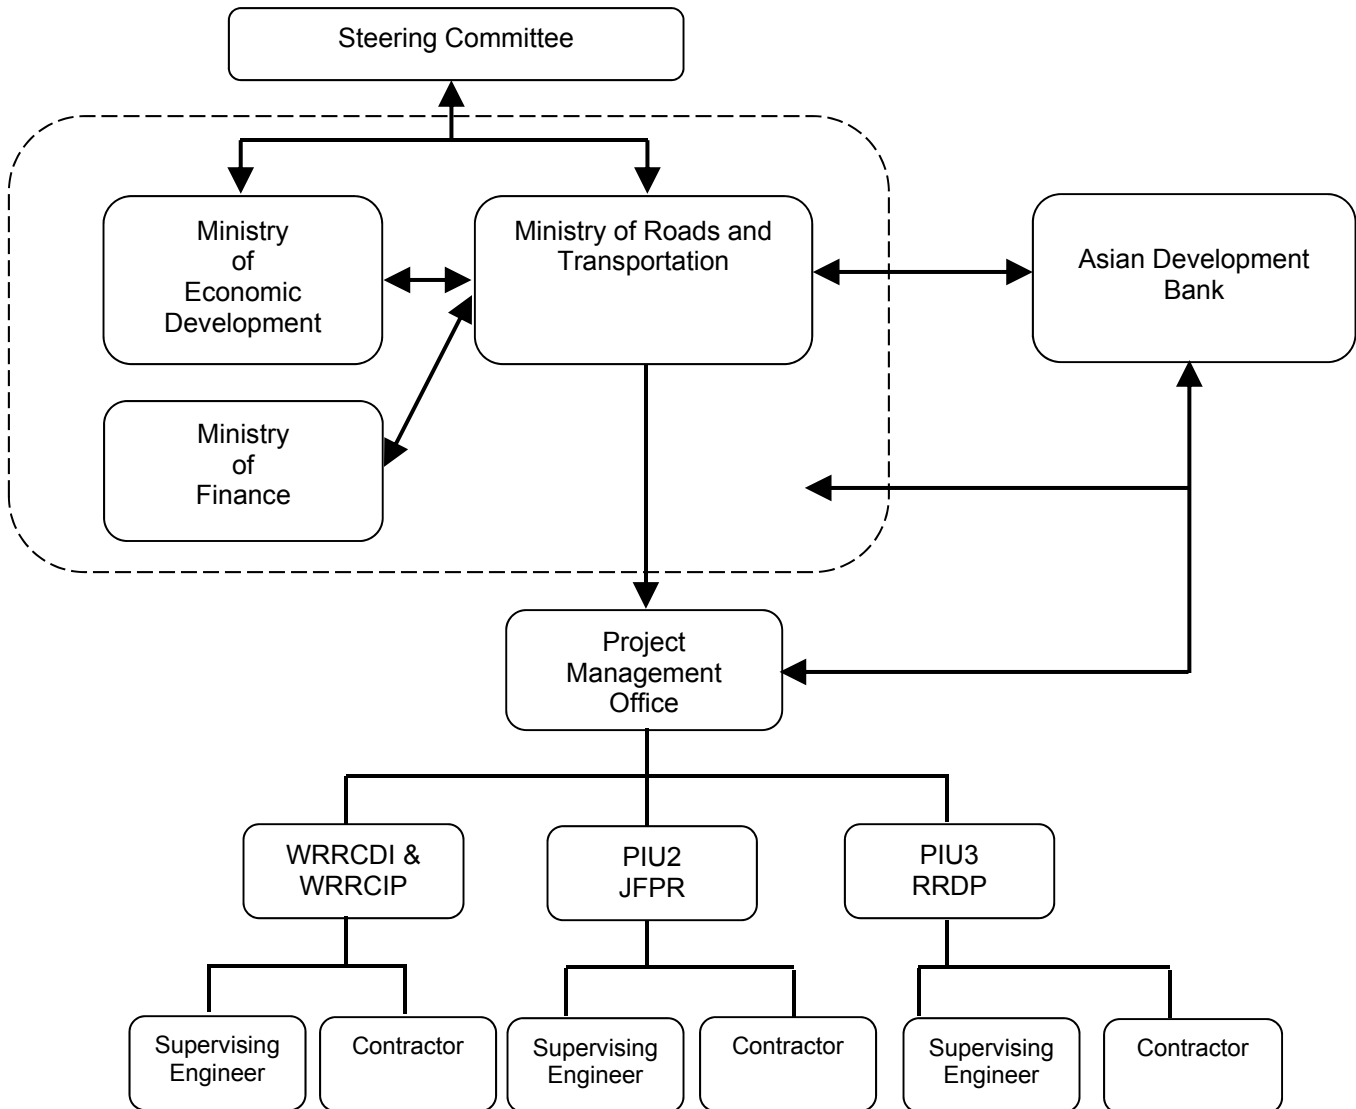 Steering Committee
Ministry
of
Economic
Development
Ministry of Roads and
Transportation
Asian Development
Bank
Ministry
of
Finance
Project
Management
Office
WRRCDI &
WRRCIP
PIU2
JFPR
PIU3
RRDP
Supervising
Engineer
Contractor
Supervising
Engineer
Contractor
Supervising
Engineer
Contractor